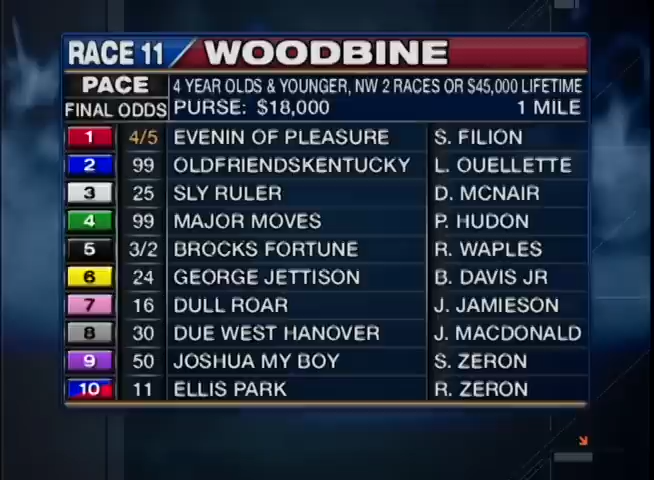 RACE 11 WOODBINE
PACE 4 YEAR OLDS & YOUNGER, NW 2 RACES OR $45,000 LIFETIME
FINAL ODDS PURSE: $18,000 1 MILE
1 4/5 EVENIN OF PLEASURE S. FILION
2 99 OLDFRIENDSKENTUCKY L. OUELLETTE
3 25 SLY RULER D. MCNAIR
4 99 MAJOR MOVES P. HUDON
5 3/2 BROCKS FORTUNE R. WAPLES
6 24 GEORGE JETTISON B. DAVIS JR
7 16 DULL ROAR J. JAMIESON
8 30 DUE WEST HANOVER J. MACDONALD
9 50 JOSHUA MY BOY S. ZERON
10 11 ELLIS PARK R. ZERON